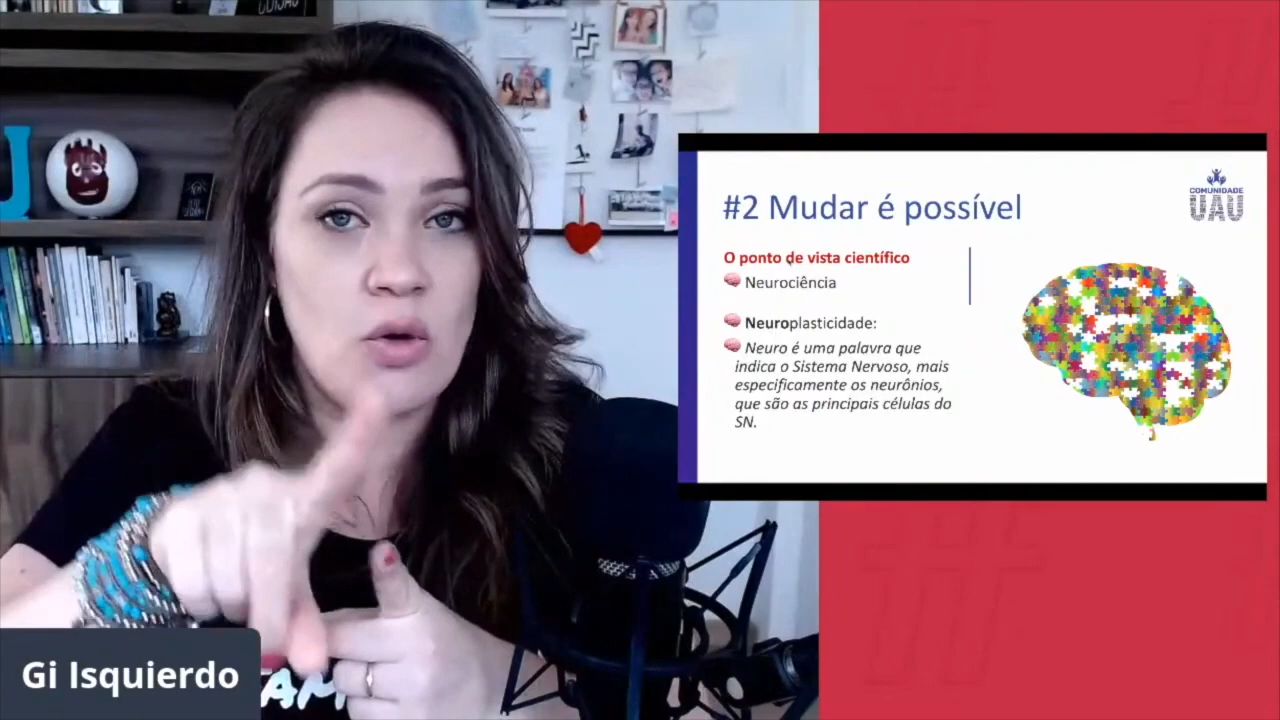 #2 Mudar é possível
COMUNIDADE
UAU
O ponto de vista científico
Neurociência
Neuroplasticidade:
Neuro é uma palavra que
indica o Sistema Nervoso, mais
especificamente os neurônios,
que são as principais células do
SN.
Gi Isquierdo